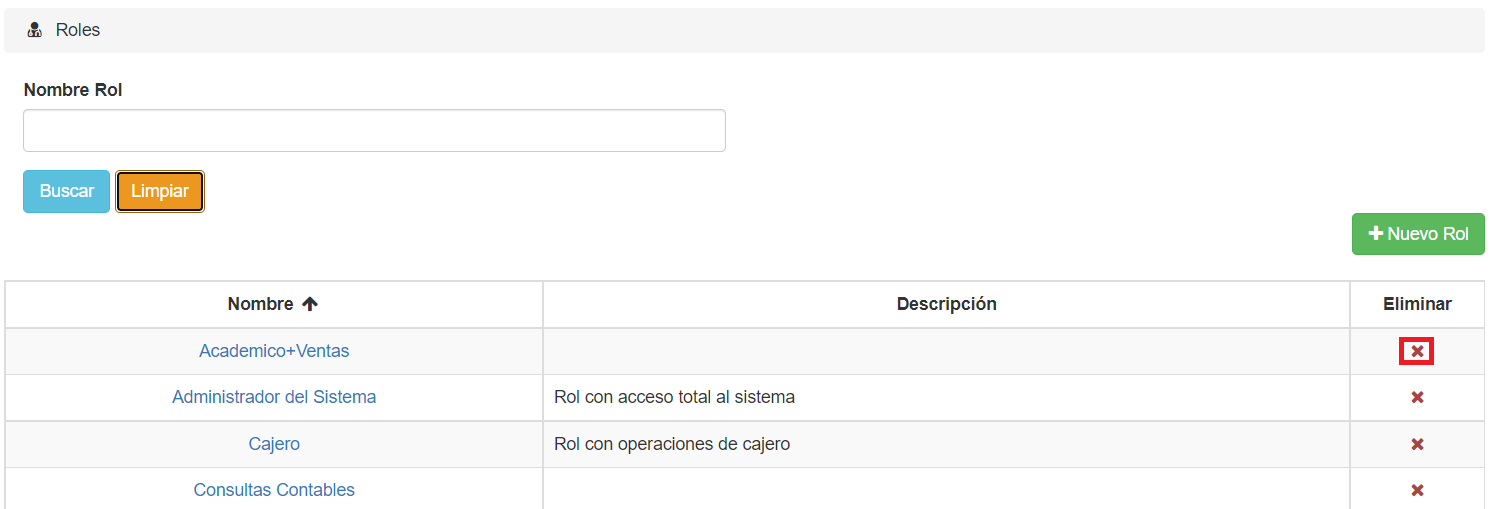 Roles
Nombre Rol
Buscar Limpiar
Nuevo Rol
Nombre Descripción Eliminar
Academico+Ventas
Administrador del Sistema Rol con acceso total al sistema
Cajero Rol con operaciones de cajero
Consultas Contables